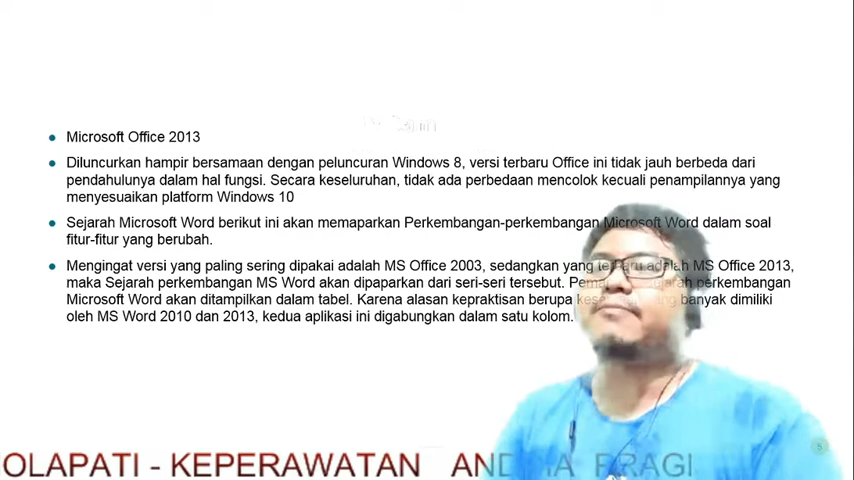 Microsoft Office 2013
Diluncurkan hampir bersamaan dengan peluncuran Windows 8, versi terbaru Office ini tidak jauh berbeda dari
pendahulunya dalam hal fungsi. Secara keseluruhan, tidak ada perbedaan mencolok kecuali penampilannya yang
menyesuaikan platform Windows 10
Sejarah Microsoft Word berikut ini akan memaparkan Perkembangan-perkembangan Microsoft Word dalam soal
fitur-fitur yang berubah.
Mengingat versi yang paling sering dipakai adalah MS Office 2003, sedangkan yang terbaru adalah MS Office 2013,
maka Sejarah perkembangan MS Word akan dipaparkan dari seri-seri tersebut. perkembangan
Microsoft Word akan ditampilkan dalam tabel. Karena alasan kepraktisan berupa banyak dimiliki
oleh MS Word 2010 dan 2013, kedua aplikasi ini digabungkan dalam satu kolom.
5
OLAPATI - KEPERAWATAN